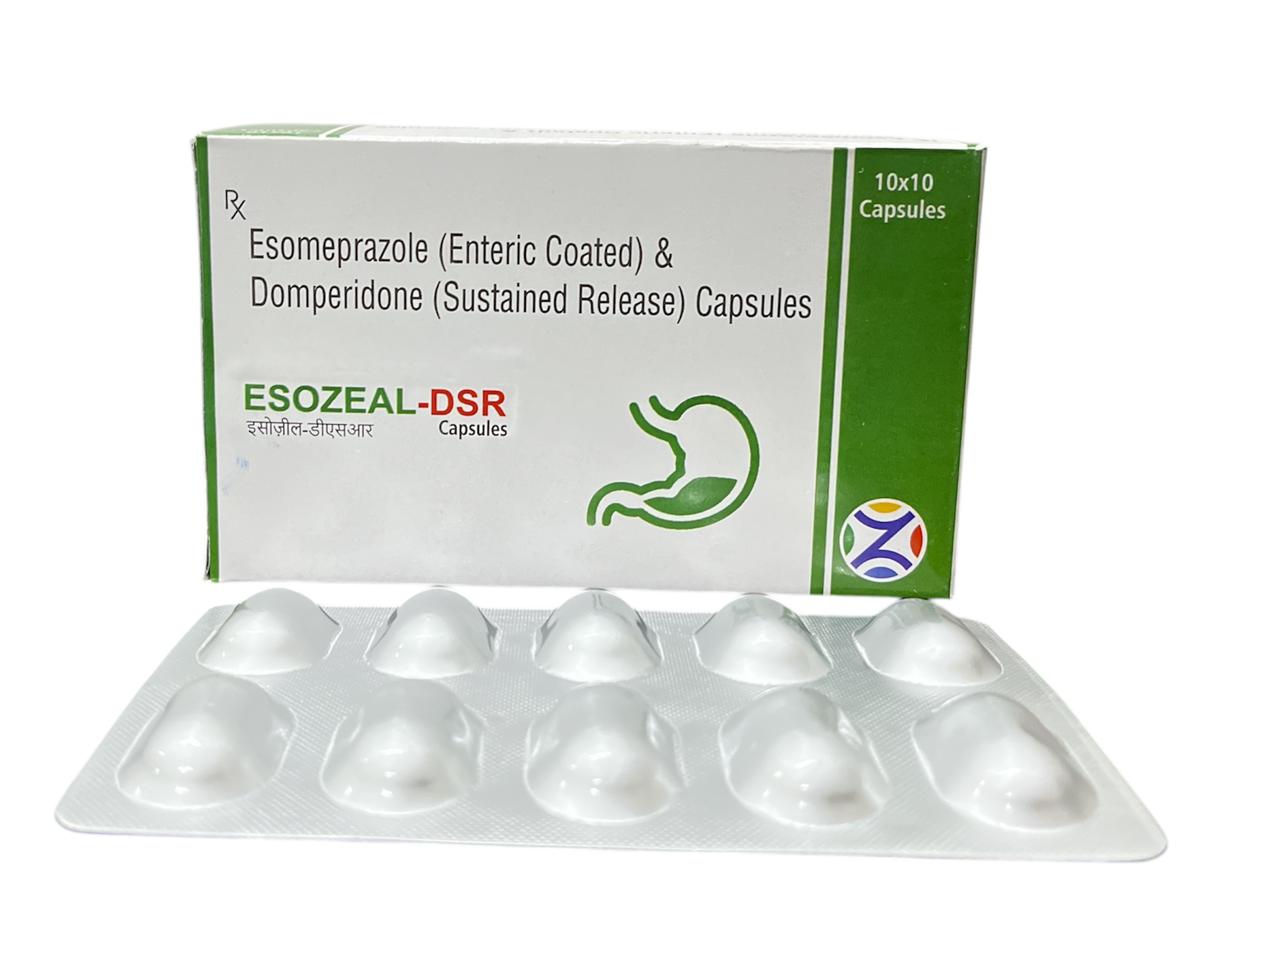 Rx
Esomeprazole (Enteric Coated) &
Domperidone (Sustained Release) Capsules
ESOZEAL-DSR
इसोज़ील-डीएसआर Capsules
10x10
Capsules